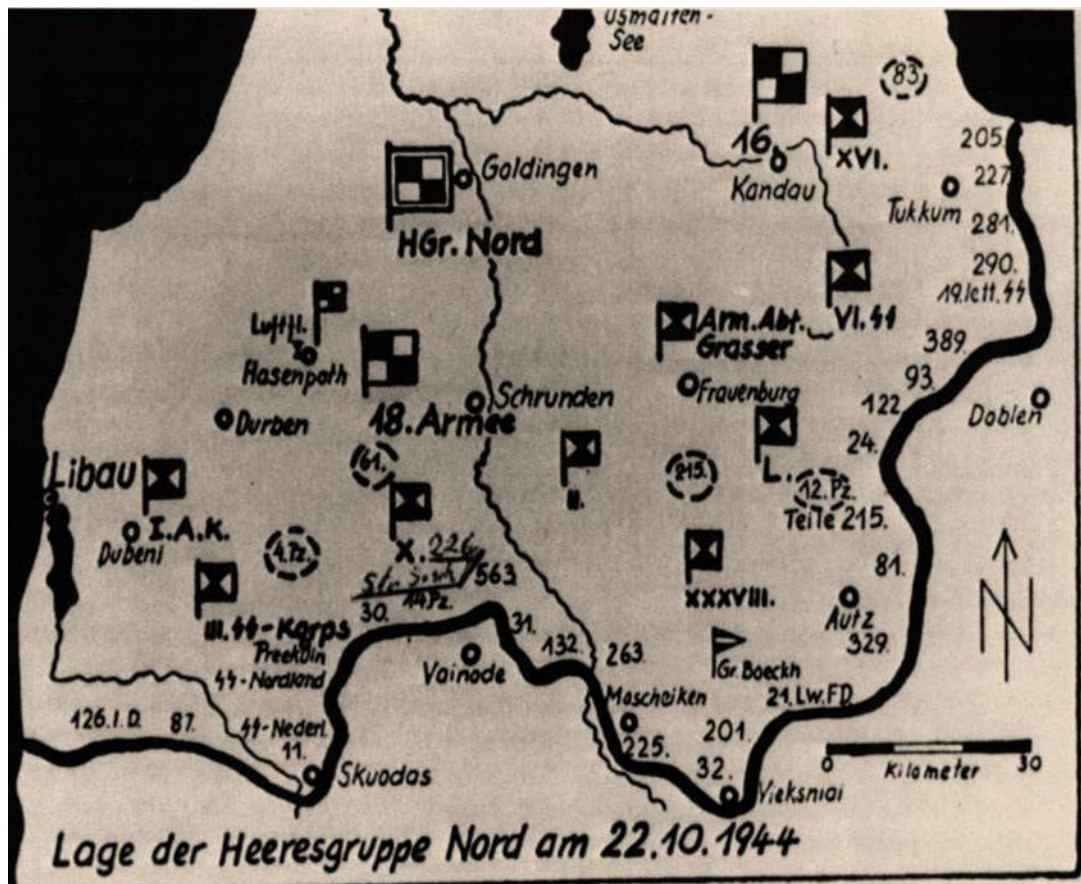 Usmaiten-
See
83
205.
16.
XVI.
227.
Kandau
Goldingen
Tukkum
281.
HGr. Nord
290.
19.lett.SS
VI.SS
Luftfl.
1
Hasenpoth
Arm.Abt.
Grasser
389.
93.
18.Armee
Schrunden
Frauenburg
122.
Doblen
Durben
24.
Libau
61.
II.
215.
L.
12.Pz.
Teile 215.
I.A.K.
Dubeni
4.Pz.
X.
226
563.
14.Pz.
30.
XXXVIII.
81.
Autz
329.
III.SS-Korps
Preekuln
SS-Nordland
31.
132.
263.
Vainode
Gr.Boeckh
21.Lw.FD.
Moscheiken
126.I.D.
87.
SS-Nederl.
11.
201.
225.
32.
Skuodas
Vieksniai
0
Kilometer
30
N
Lage der Heeresgruppe Nord am 22.10.1944